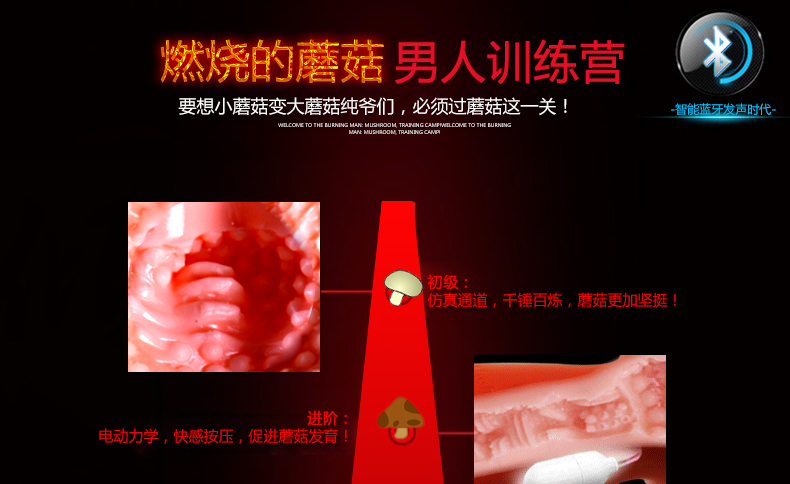 燃烧的蘑菇 男人训练营
要想小蘑菇变大蘑菇纯爷们，必须过蘑菇这一关！
WELCOME TO THE BURNING MAN: MUSHROOM, TRAINING CAMP!WELCOME TO THE BURNING
MAN: MUSHROOM, TRAINING CAMP!
-智能蓝牙发声时代-
初级：
仿真通道，千锤百炼，蘑菇更加坚挺！
进阶：
电动力学，快感按压，促进蘑菇发育！